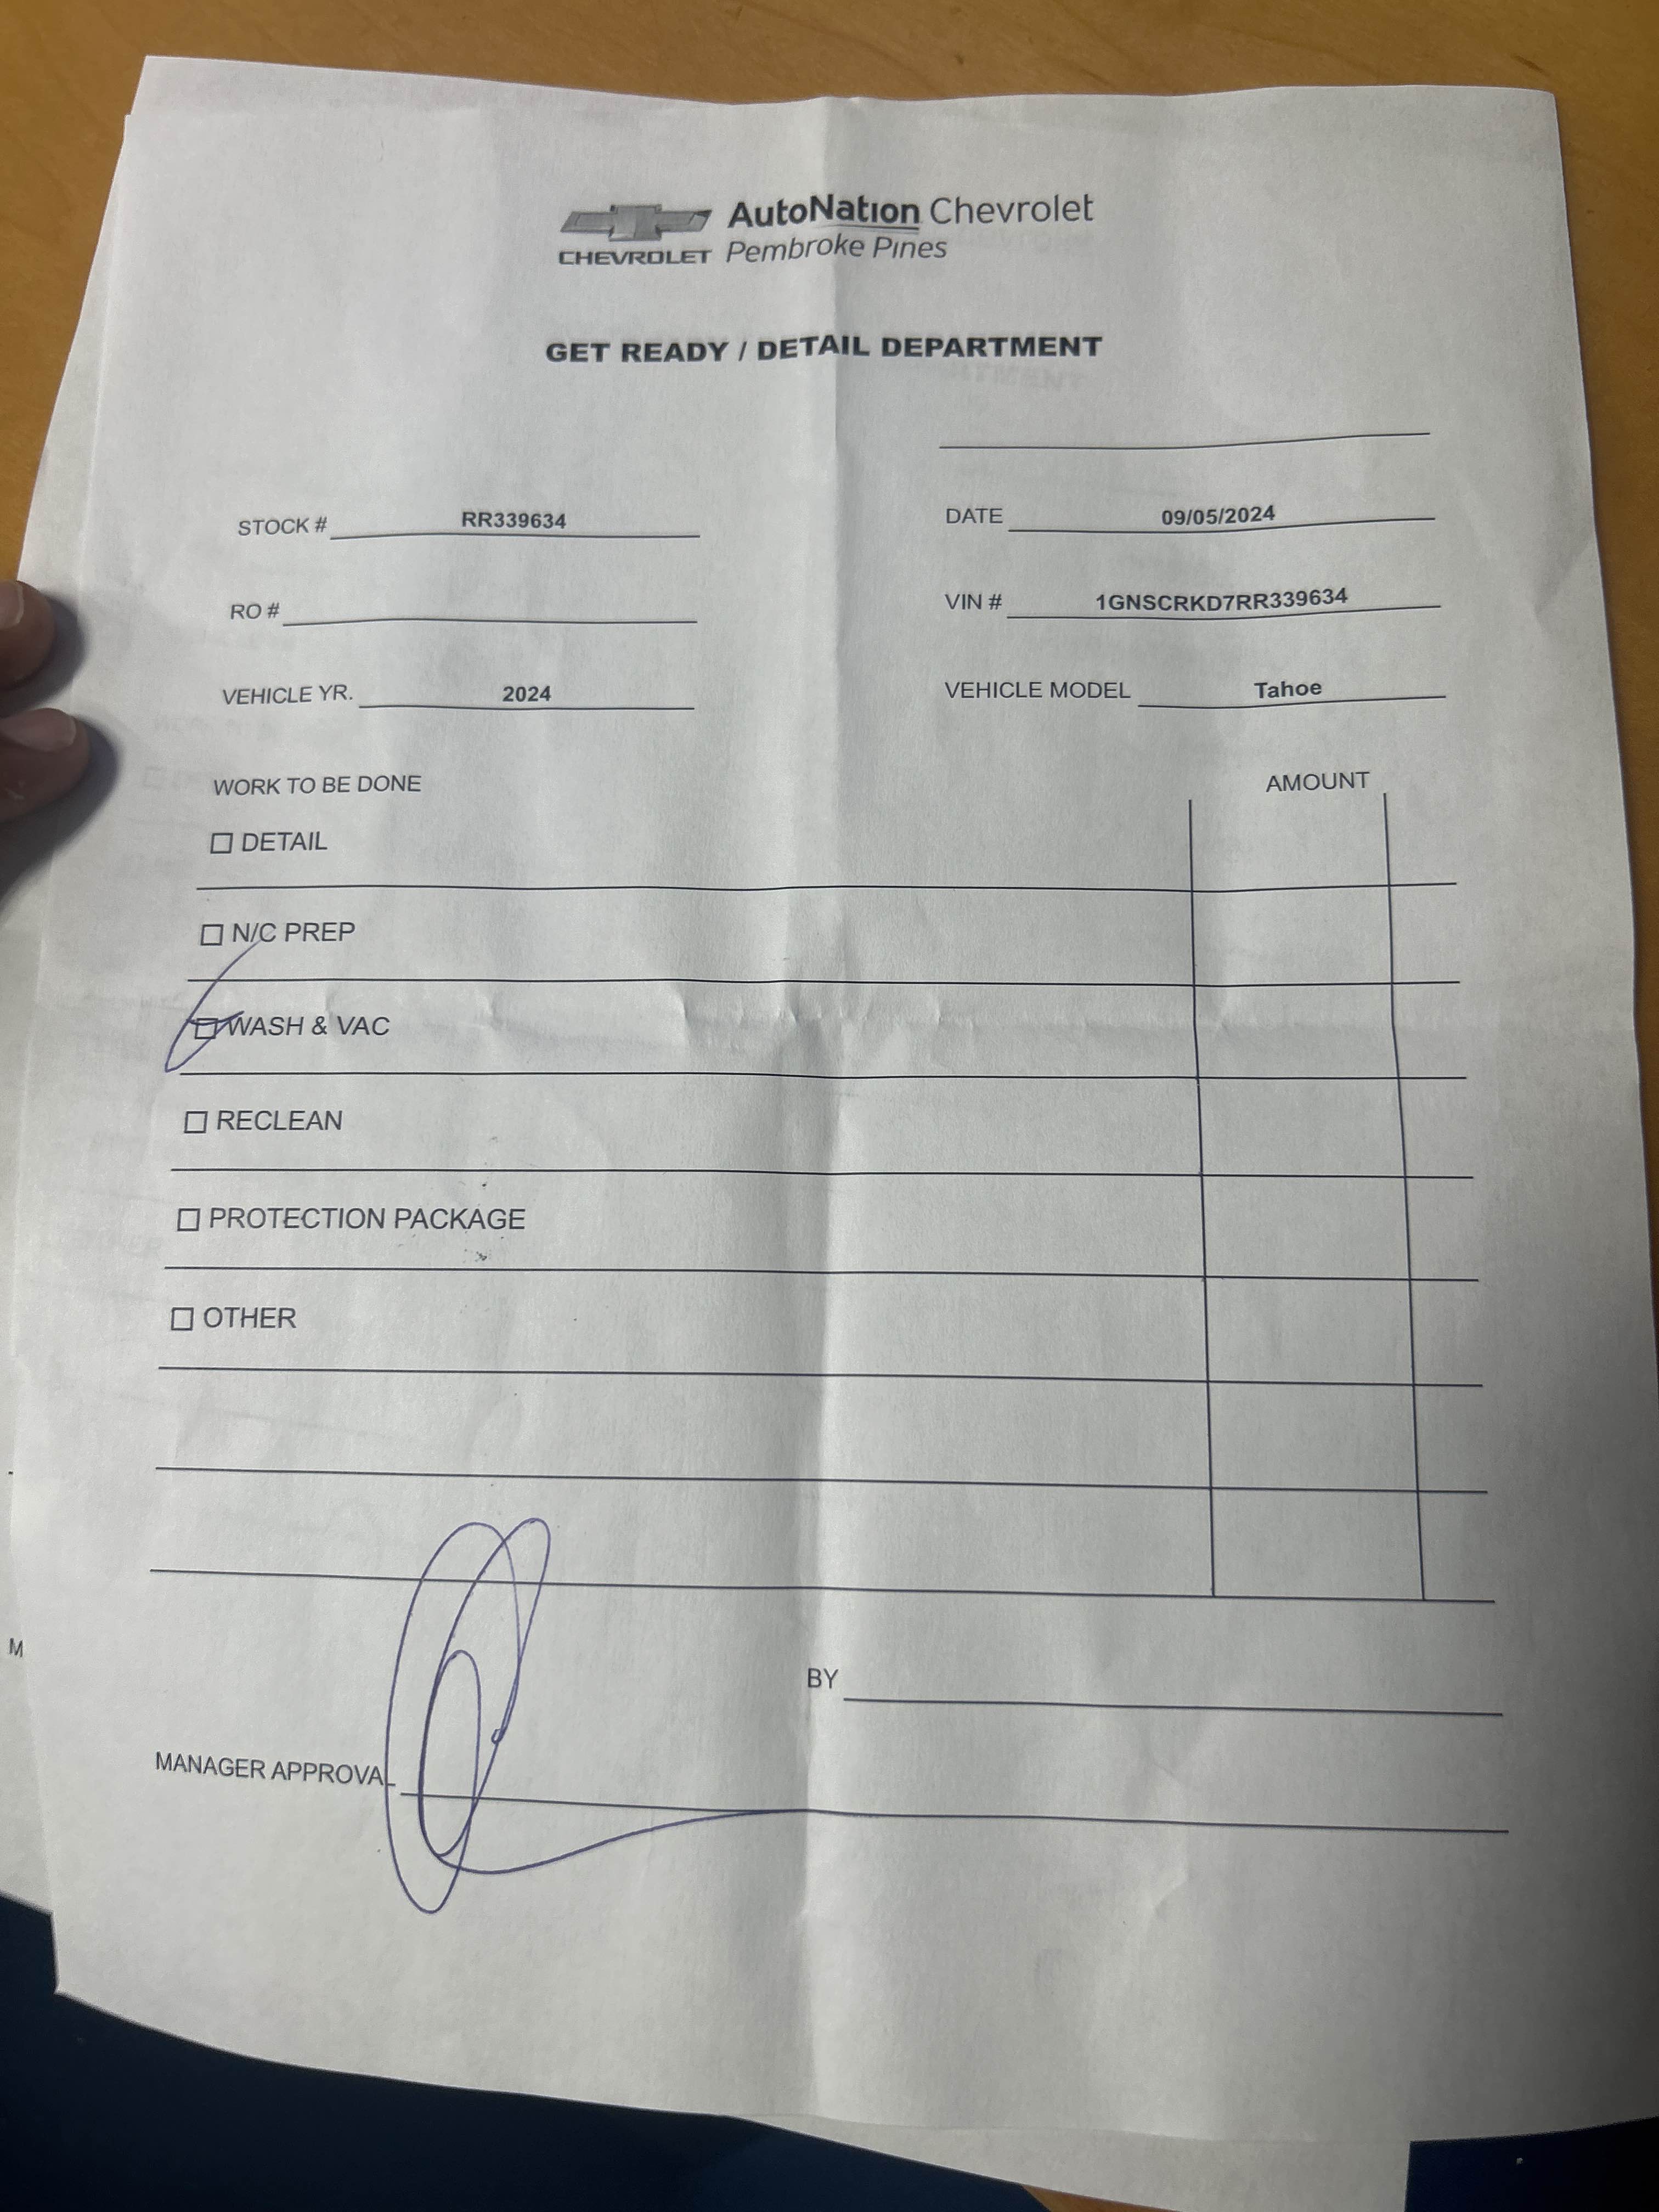 AutoNation Chevrolet
CHEVROLET Pembroke Pines
GET READY / DETAIL DEPARTMENT
STOCK # RR339634
DATE 09/05/2024
RO #
VIN # 1GNSCRKD7RR339634
VEHICLE YR. 2024
VEHICLE MODEL Tahoe
WORK TO BE DONE
AMOUNT
DETAIL
N/C PREP
WASH & VAC
RECLEAN
PROTECTION PACKAGE
OTHER
BY
MANAGER APPROVAL
M